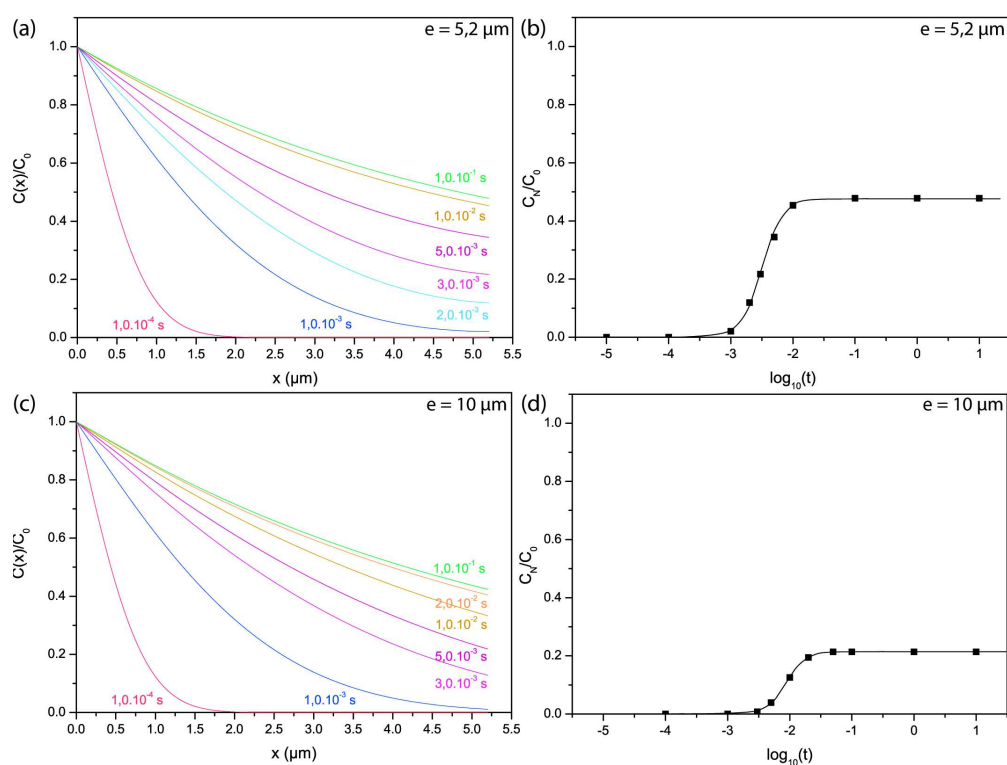 (a)
e = 5,2 µm
1,0.10⁻¹ s
1,0.10⁻² s
5,0.10⁻³ s
3,0.10⁻³ s
2,0.10⁻³ s
1,0.10⁻⁴ s
1,0.10⁻³ s
C(x)/C₀
1.0
0.8
0.6
0.4
0.2
0.0
0.0 0.5 1.0 1.5 2.0 2.5 3.0 3.5 4.0 4.5 5.0 5.5
x (µm)
(b)
e = 5,2 µm
C_N/C₀
1.0
0.8
0.6
0.4
0.2
0.0
-5 -4 -3 -2 -1 0 1
log₁₀(t)
(c)
e = 10 µm
1,0.10⁻¹ s
2,0.10⁻² s
1,0.10⁻² s
5,0.10⁻³ s
3,0.10⁻³ s
1,0.10⁻⁴ s
1,0.10⁻³ s
C(x)/C₀
1.0
0.8
0.6
0.4
0.2
0.0
0.0 0.5 1.0 1.5 2.0 2.5 3.0 3.5 4.0 4.5 5.0 5.5
x (µm)
(d)
e = 10 µm
C_N/C₀
1.0
0.8
0.6
0.4
0.2
0.0
-5 -4 -3 -2 -1 0 1
log₁₀(t)